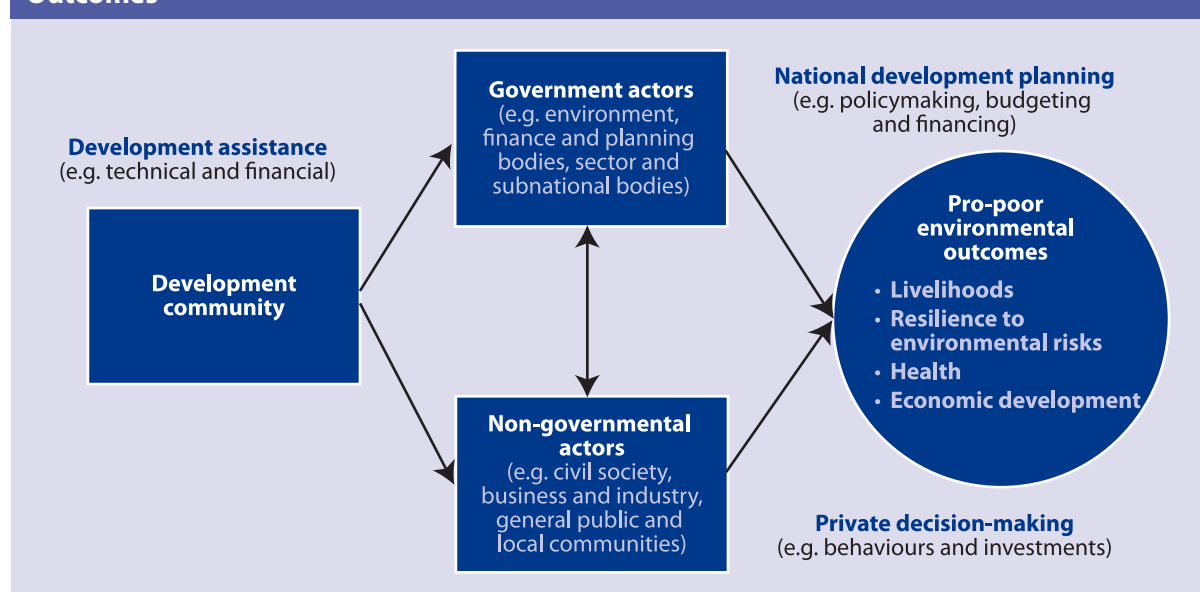 Outcomes
Development assistance
(e.g. technical and financial)
Development
community
Government actors
(e.g. environment,
finance and planning
bodies, sector and
subnational bodies)
Non-governmental
actors
(e.g. civil society,
business and industry,
general public and
local communities)
National development planning
(e.g. policymaking, budgeting
and financing)
Pro-poor
environmental
outcomes
• Livelihoods
• Resilience to
environmental risks
• Health
• Economic development
Private decision-making
(e.g. behaviours and investments)